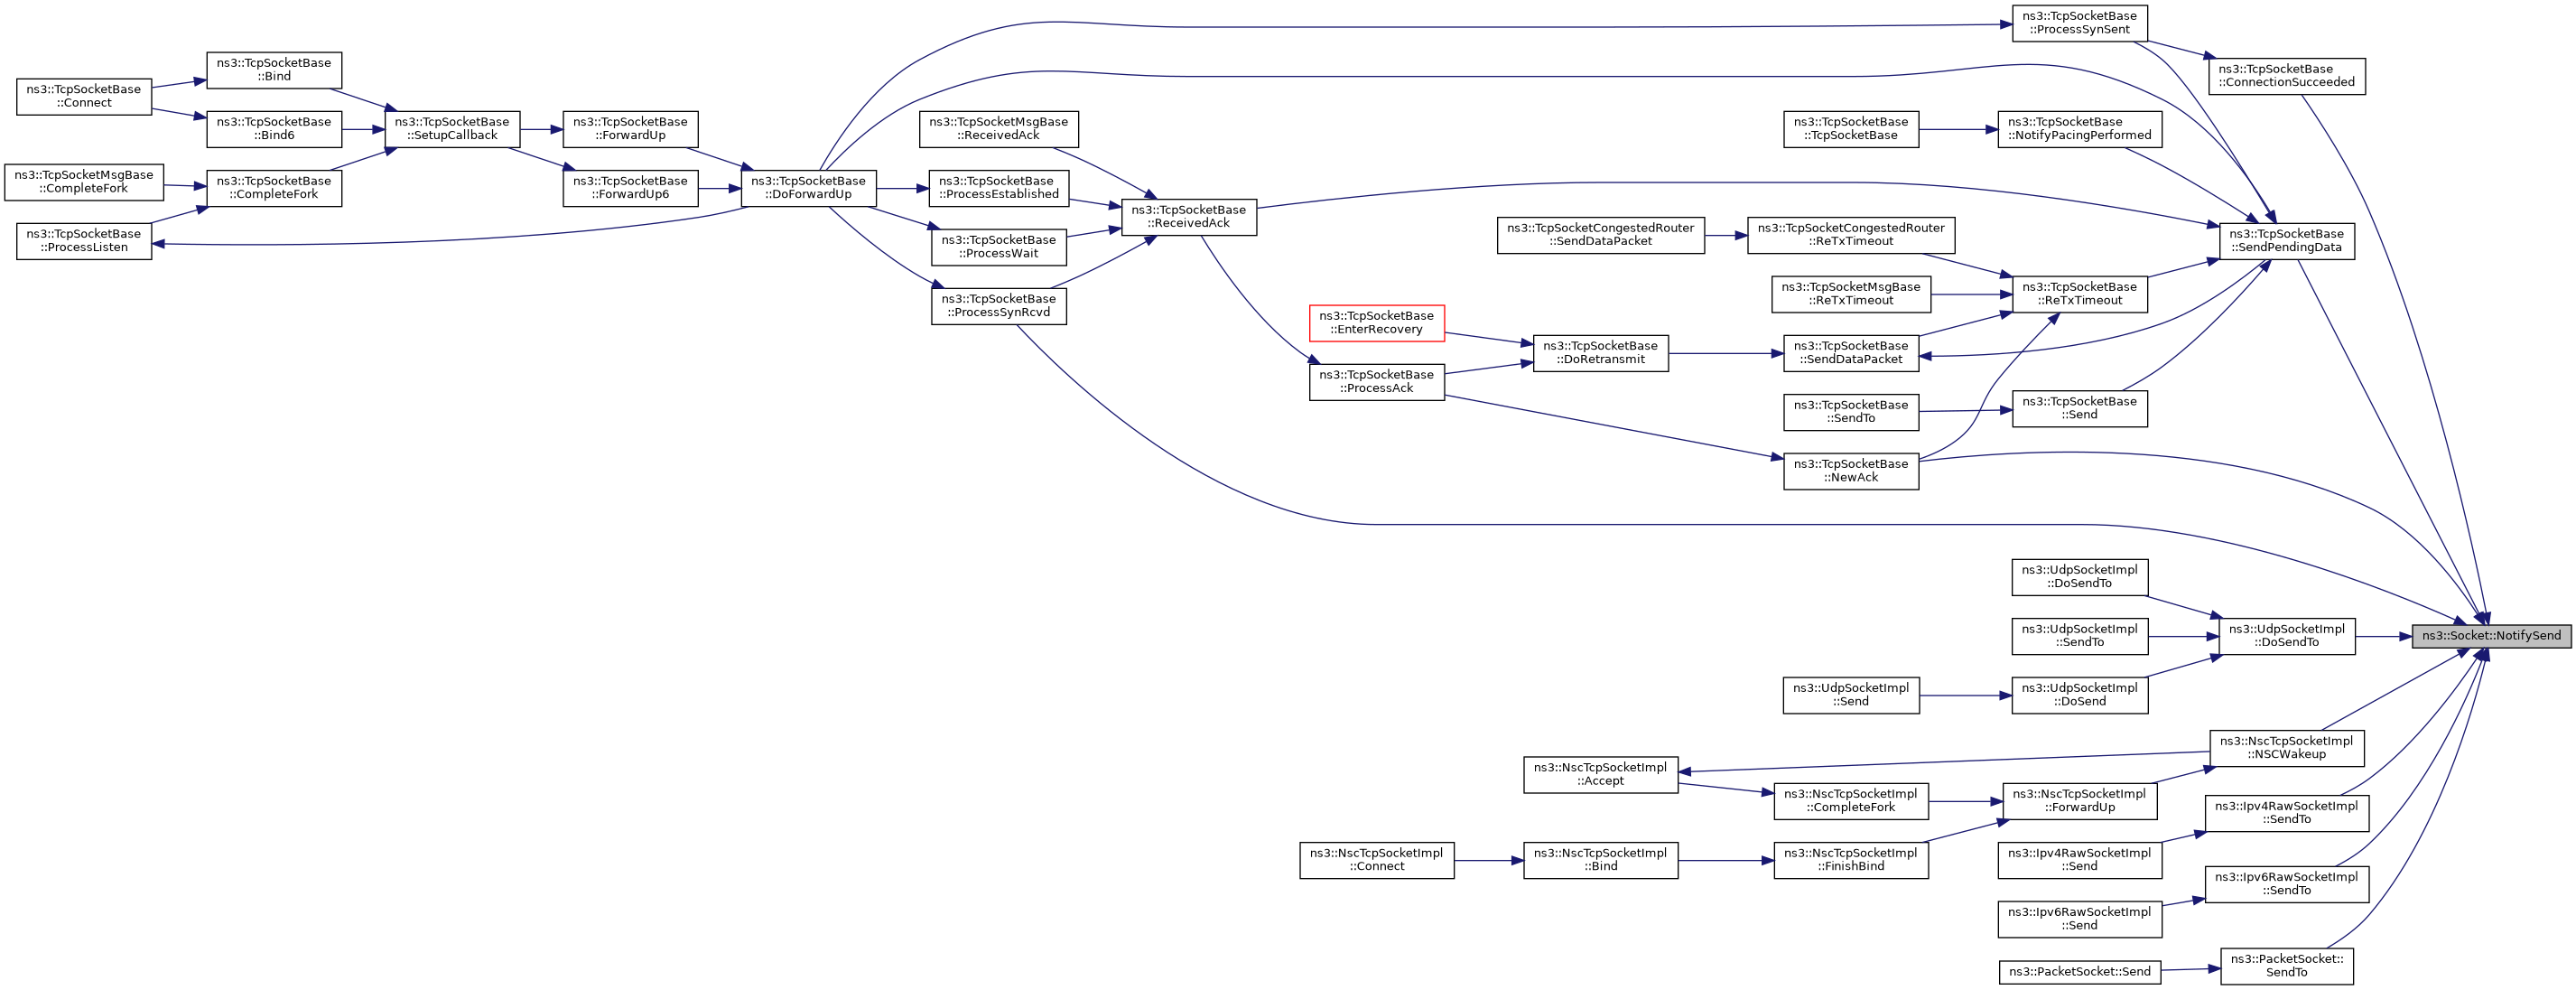 ns3::TcpSocketBase
::ProcessSynSent
ns3::TcpSocketBase
::Bind
ns3::TcpSocketBase
::ConnectionSucceeded
ns3::TcpSocketBase
::Connect
ns3::TcpSocketBase
::Bind6
ns3::TcpSocketBase
::SetupCallback
ns3::TcpSocketBase
::ForwardUp
ns3::TcpSocketMsgBase
::ReceivedAck
ns3::TcpSocketBase
::TcpSocketBase
ns3::TcpSocketBase
::NotifyPacingPerformed
ns3::TcpSocketMsgBase
::CompleteFork
ns3::TcpSocketBase
::CompleteFork
ns3::TcpSocketBase
::ForwardUp6
ns3::TcpSocketBase
::DoForwardUp
ns3::TcpSocketBase
::ProcessEstablished
ns3::TcpSocketBase
::ReceivedAck
ns3::TcpSocketBase
::ProcessListen
ns3::TcpSocketBase
::ProcessWait
ns3::TcpSocketCongestedRouter
::SendDataPacket
ns3::TcpSocketCongestedRouter
::ReTxTimeout
ns3::TcpSocketBase
::SendPendingData
ns3::TcpSocketBase
::ProcessSynRcvd
ns3::TcpSocketMsgBase
::ReTxTimeout
ns3::TcpSocketBase
::ReTxTimeout
ns3::TcpSocketBase
::EnterRecovery
ns3::TcpSocketBase
::DoRetransmit
ns3::TcpSocketBase
::SendDataPacket
ns3::TcpSocketBase
::ProcessAck
ns3::TcpSocketBase
::SendTo
ns3::TcpSocketBase
::Send
ns3::TcpSocketBase
::NewAck
ns3::UdpSocketImpl
::DoSendTo
ns3::UdpSocketImpl
::SendTo
ns3::UdpSocketImpl
::DoSendTo
ns3::Socket::NotifySend
ns3::UdpSocketImpl
::Send
ns3::UdpSocketImpl
::DoSend
ns3::NscTcpSocketImpl
::NSCWakeup
ns3::NscTcpSocketImpl
::Accept
ns3::NscTcpSocketImpl
::CompleteFork
ns3::NscTcpSocketImpl
::ForwardUp
ns3::Ipv4RawSocketImpl
::SendTo
ns3::NscTcpSocketImpl
::Connect
ns3::NscTcpSocketImpl
::Bind
ns3::NscTcpSocketImpl
::FinishBind
ns3::Ipv4RawSocketImpl
::Send
ns3::Ipv6RawSocketImpl
::SendTo
ns3::Ipv6RawSocketImpl
::Send
ns3::PacketSocket::
SendTo
ns3::PacketSocket::Send